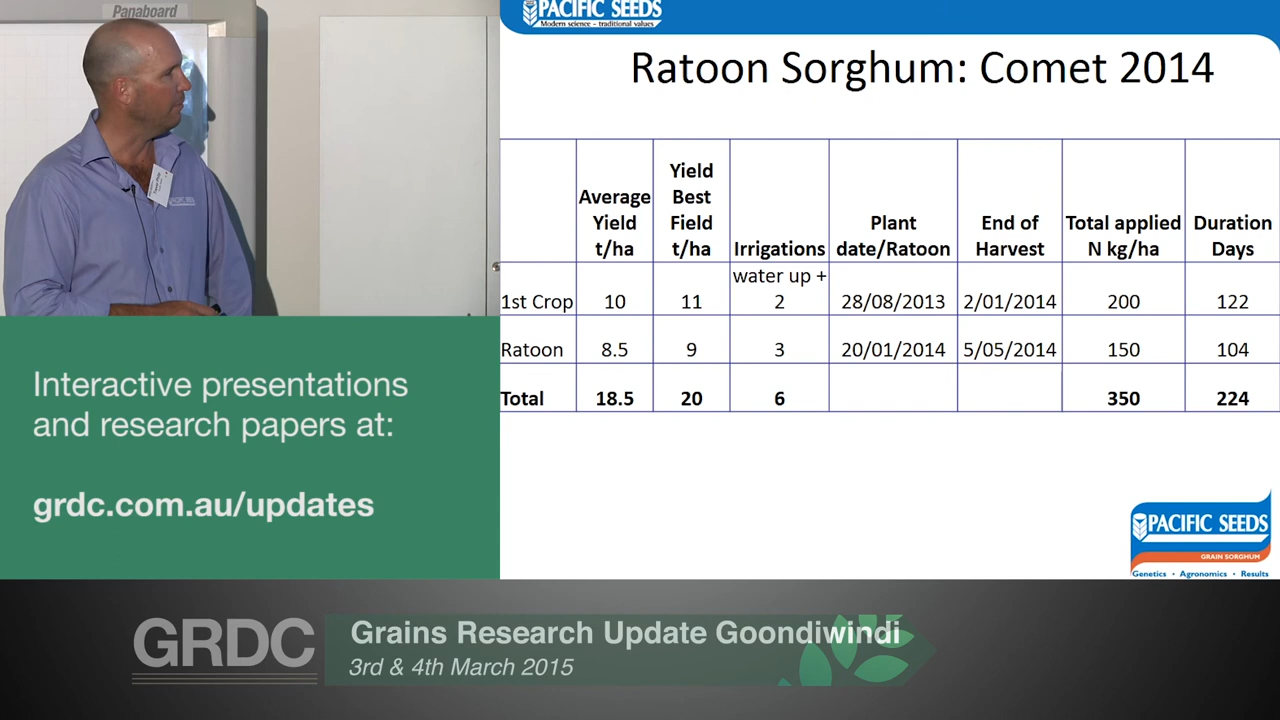 Panaboard
PACIFIC SEEDS
PACIFIC SEEDS
Modern science - traditional values
Ratoon Sorghum: Comet 2014
Average Yield t/ha
Yield Best Field t/ha
Irrigations
Plant date/Ratoon
End of Harvest
Total applied N kg/ha
Duration Days
1st Crop 10 11 water up + 2 28/08/2013 2/01/2014 200 122
Ratoon 8.5 9 3 20/01/2014 5/05/2014 150 104
Total 18.5 20 6 350 224
PACIFIC SEEDS
GRAIN SORGHUM
Genetics • Agronomics • Results
Interactive presentations
and research papers at:
grdc.com.au/updates
GRDC
Grains Research Update Goondiwindi
3rd & 4th March 2015